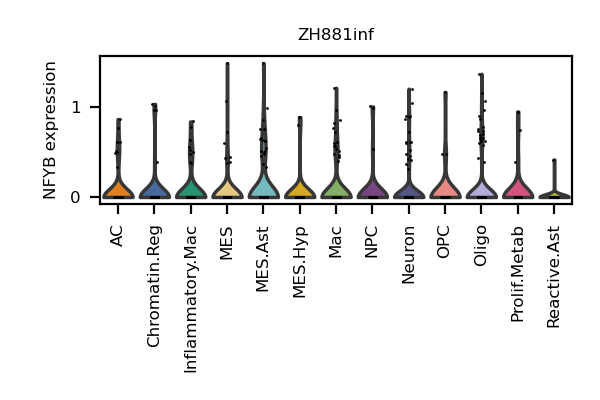 ZH881inf
NFYB expression
1
0
AC
Chromatin.Reg
Inflammatory.Mac
MES
MES.Ast
MES.Hyp
Mac
NPC
Neuron
OPC
Oligo
Prolif.Metab
Reactive.Ast